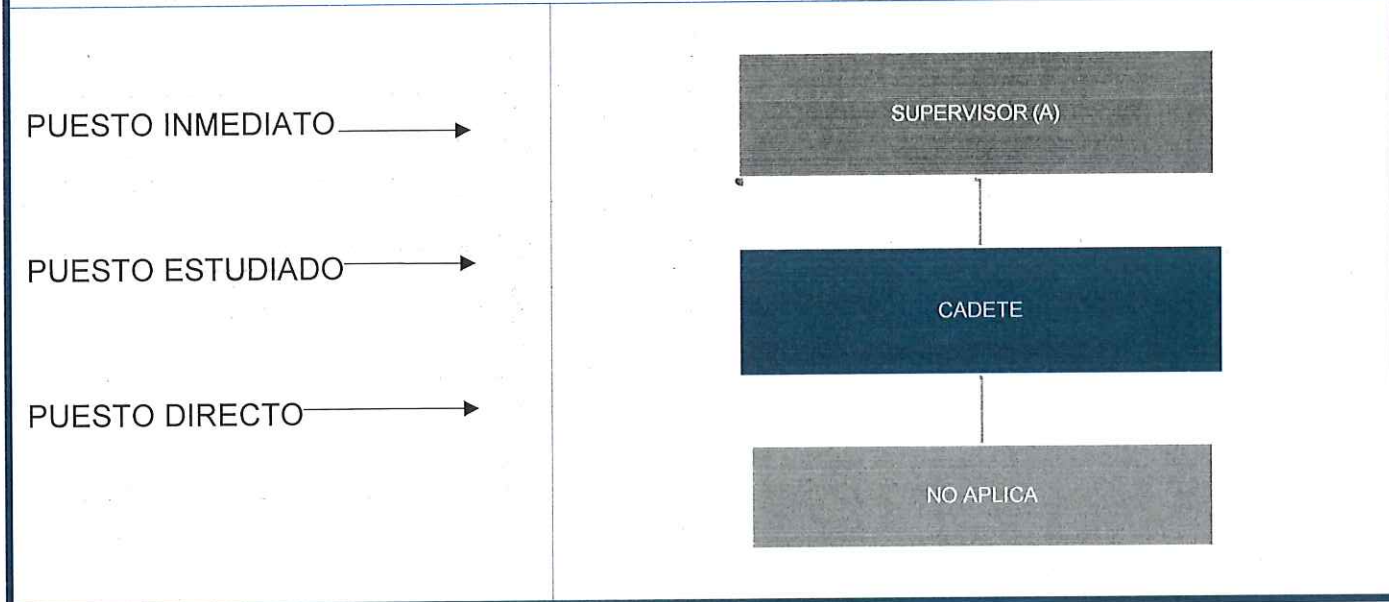 PUESTO INMEDIATO
SUPERVISOR (A)
PUESTO ESTUDIADO
CADETE
PUESTO DIRECTO
NO APLICA